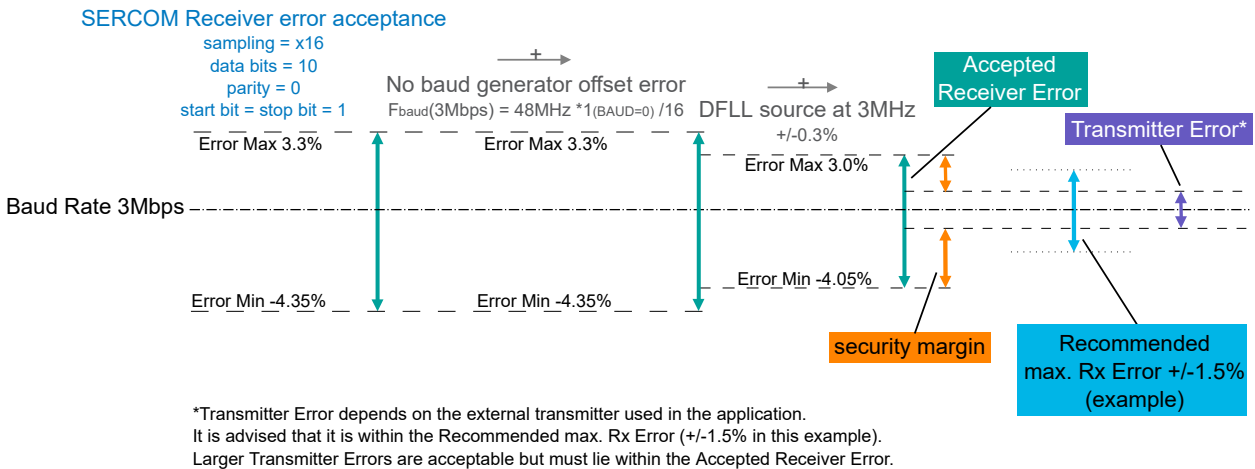 SERCOM Receiver error acceptance
sampling = x16
data bits = 10
parity = 0
start bit = stop bit = 1
+
No baud generator offset error
Fbaud(3Mbps) = 48MHz *1(BAUD=0) /16
+
DFLL source at 3MHz
+/-0.3%
Accepted
Receiver Error
Transmitter Error*
Error Max 3.3%
Error Max 3.3%
Error Max 3.0%
Baud Rate 3Mbps
Error Min -4.35%
Error Min -4.35%
Error Min -4.05%
security margin
Recommended
max. Rx Error +/-1.5%
(example)
*Transmitter Error depends on the external transmitter used in the application.
It is advised that it is within the Recommended max. Rx Error (+/-1.5% in this example).
Larger Transmitter Errors are acceptable but must lie within the Accepted Receiver Error.